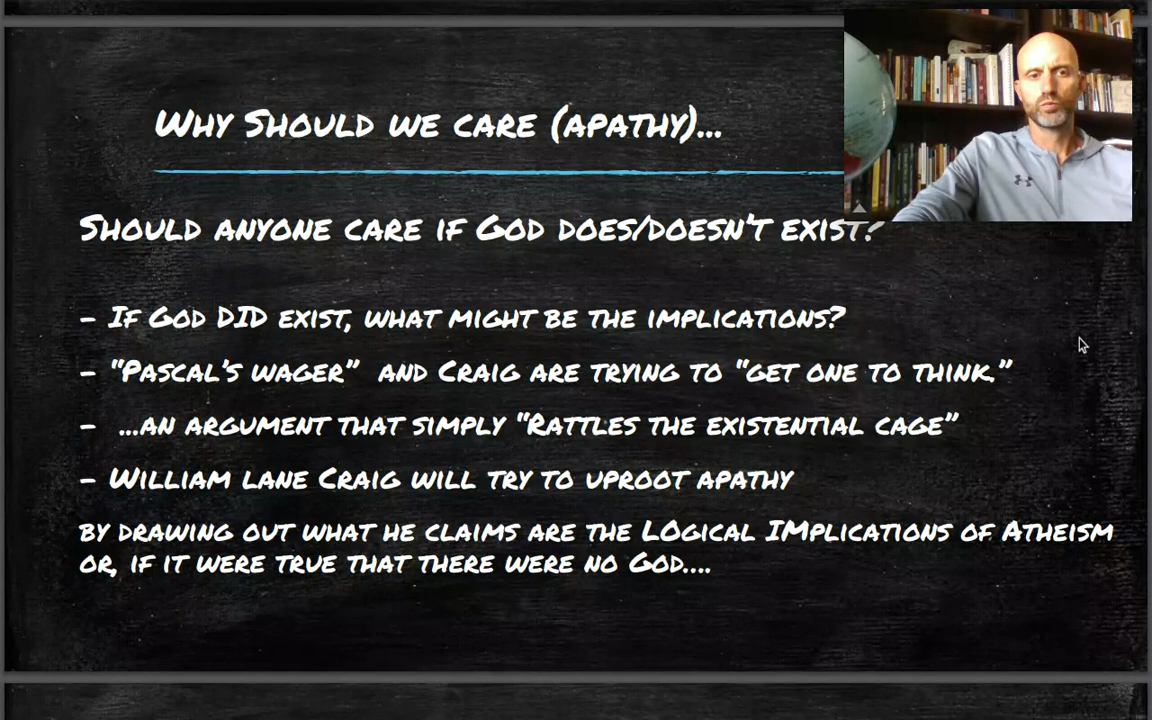 Why Should we care (apathy)...
Should anyone care if God does/doesn't exist?
- If God DID exist, what might be the implications?
- "Pascal's wager" and Craig are trying to "get one to think."
- ...an argument that simply "Rattles the existential cage"
- William lane Craig will try to uproot apathy
by drawing out what he claims are the LOgical IMplications of Atheism
or, if it were true that there were no God....